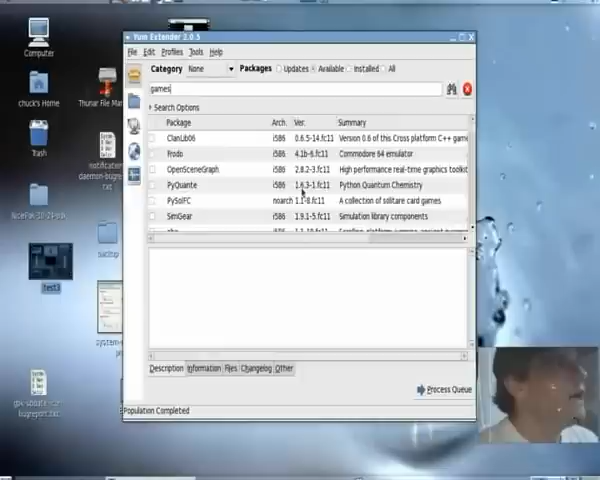 Yum Extender 2.0.5
Computer
File Edit Profiles Tools Help
Category None Packages Updates Available Installed All
games
chuck's Home
Thunar File Man
Search Options
Package Arch. Ver. Summary
ClanLib06 i586 0.6.5-14.fc11 Version 0.6 of this Cross platform C++ gam
Frodo i586 4.1b-6.fc11 Commodore 64 emulator
OpenSceneGraph i586 2.8.2-3.fc11 High performance real-time graphics toolkit
PyQuante i586 1.6.3-1.fc11 Python Quantum Chemistry
PySolFC noarch 1.1-8.fc11 A collection of solitare card games
SimGear i586 1.9.1-5.fc11 Simulation library components
Trash
notification-
daemon-bugrep
backup
test3
system-
Description Information Files Changelog Other
Process Queue
bugreport.txt
Population Completed